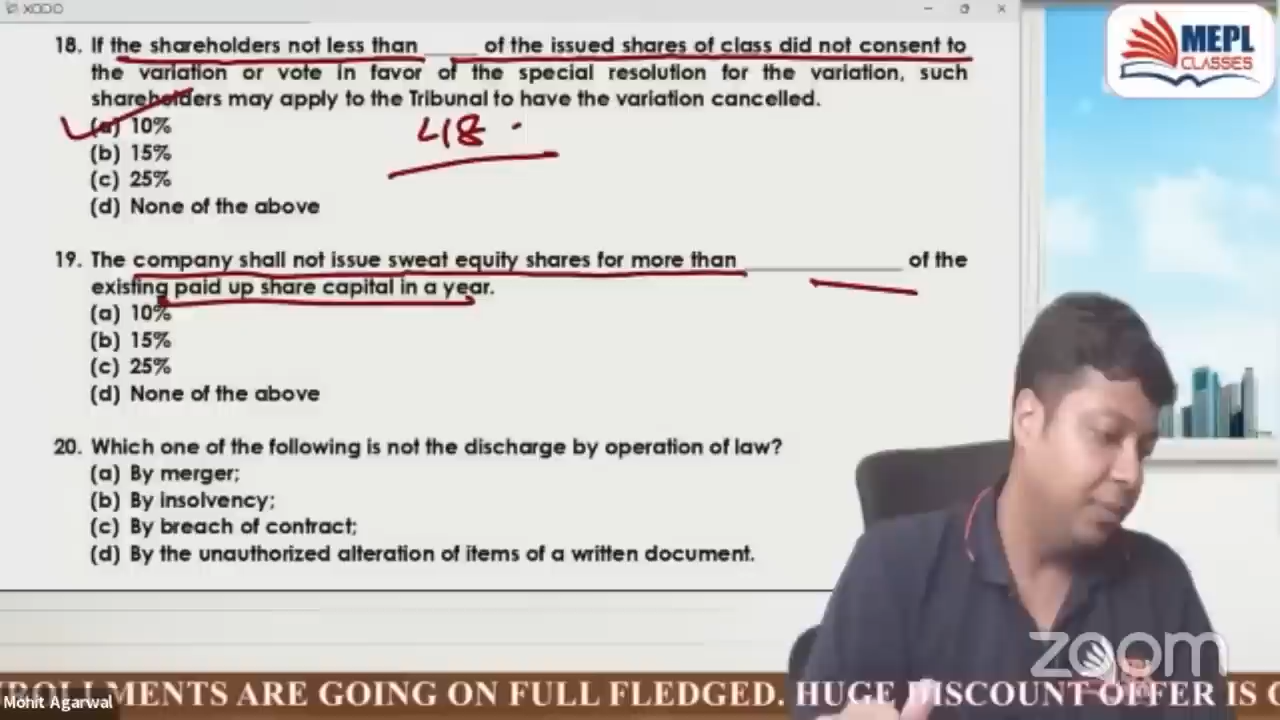 XODO
18. If the shareholders not less than ____ of the issued shares of class did not consent to
the variation or vote in favor of the special resolution for the variation, such
shareholders may apply to the Tribunal to have the variation cancelled.
(a) 10%
48
(b) 15%
(c) 25%
(d) None of the above
19. The company shall not issue sweat equity shares for more than ____________ of the
existing paid up share capital in a year.
(a) 10%
(b) 15%
(c) 25%
(d) None of the above
20. Which one of the following is not the discharge by operation of law?
(a) By merger;
(b) By insolvency;
(c) By breach of contract;
(d) By the unauthorized alteration of items of a written document.
MEPL
CLASSES
zoom
ROLLMENTS ARE GOING ON FULL FLEDGED. HUGE DISCOUNT OFFER IS
Mohit Agarwal